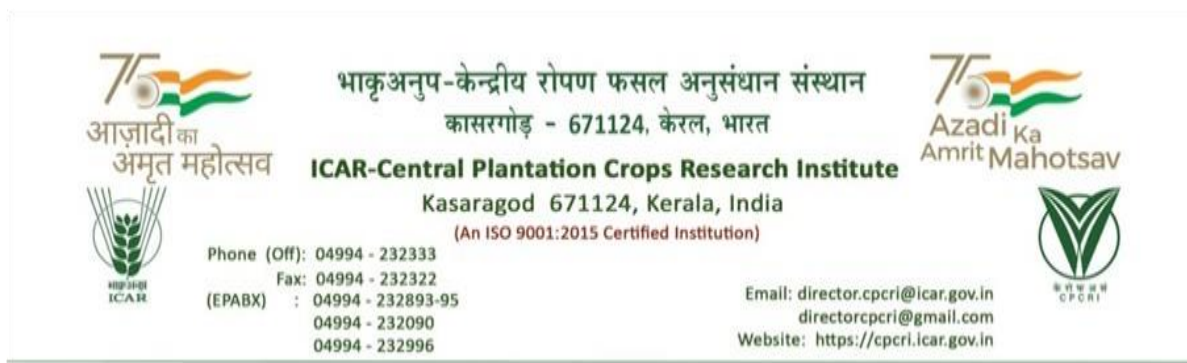 75
आज़ादी का
अमृत महोत्सव
भाकृअनुप-केन्द्रीय रोपण फसल अनुसंधान संस्थान
कासरगोड़ - 671124, केरल, भारत
ICAR-Central Plantation Crops Research Institute
Kasaragod 671124, Kerala, India
(An ISO 9001:2015 Certified Institution)
75
Azadi Ka
Amrit Mahotsav
भाकृअनुप
ICAR
Phone (Off): 04994 - 232333
Fax: 04994 - 232322
(EPABX) : 04994 - 232893-95
04994 - 232090
04994 - 232996
Email: director.cpcri@icar.gov.in
directorcpcri@gmail.com
Website: https://cpcri.icar.gov.in
CPCRI